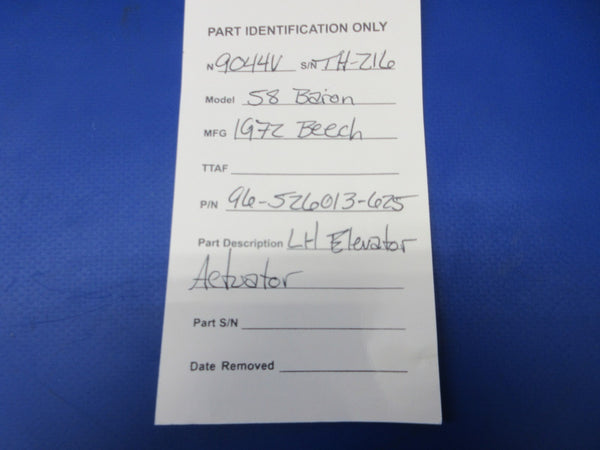 PART IDENTIFICATION ONLY
N 9044V S/N TH-216
Model 58 Baron
MFG 1972 Beech
TTAF
P/N 96-526013-625
Part Description LH Elevator
Actuator
Part S/N
Date Removed